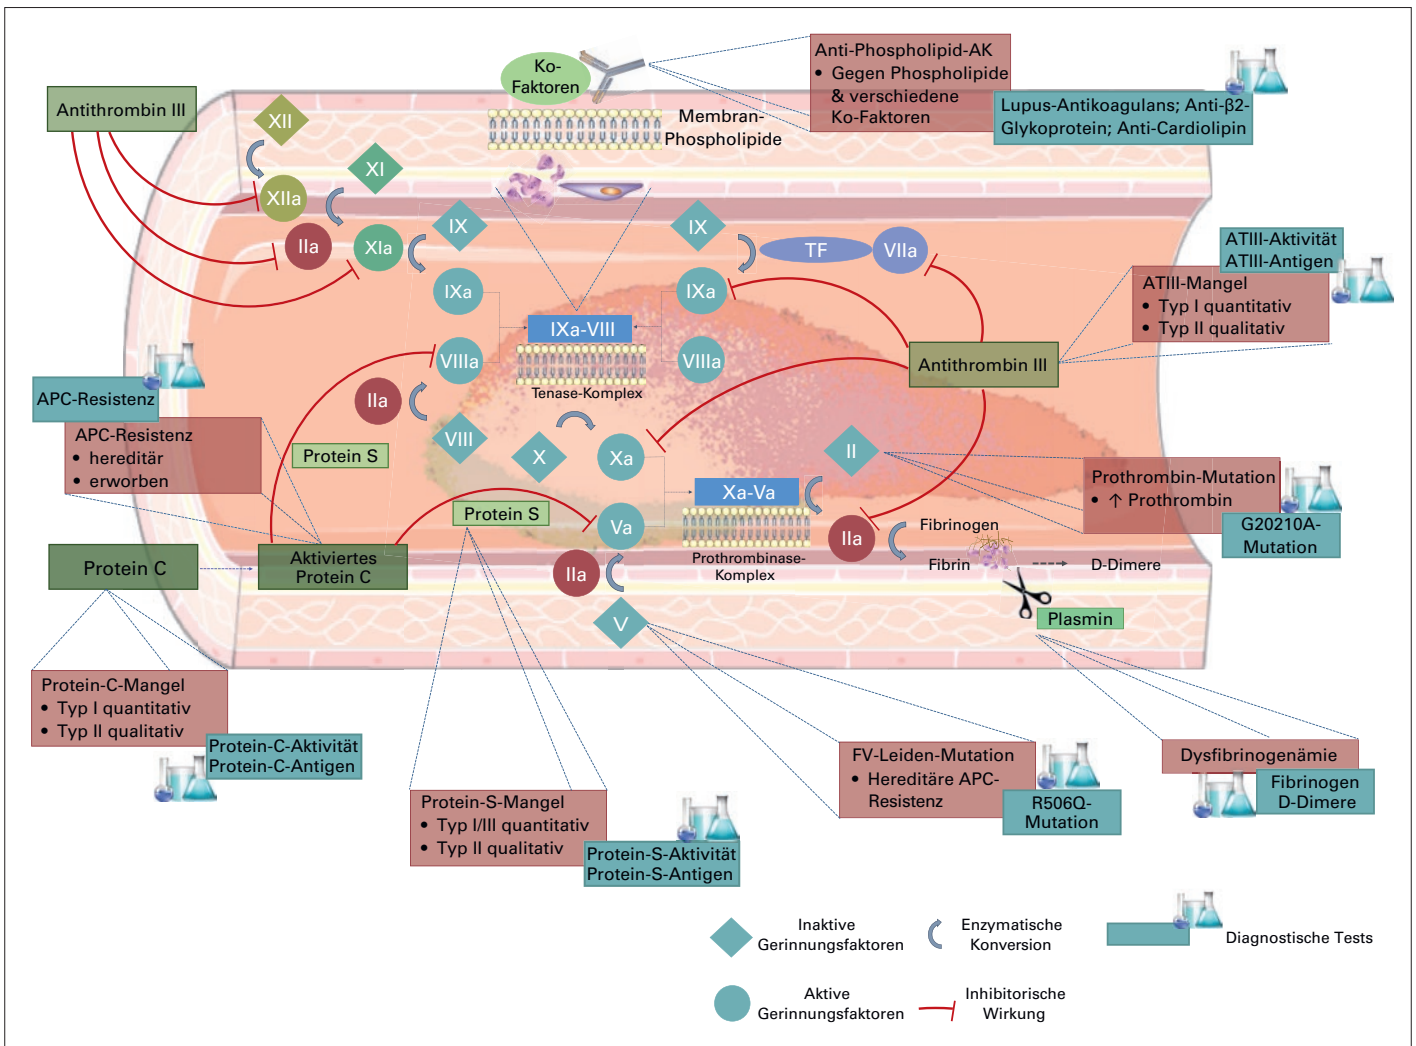 Ko-
Faktoren
Anti-Phospholipid-AK
• Gegen Phospholipide
& verschiedene
Ko-Faktoren
Lupus-Antikoagulans; Anti-β2-
Glykoprotein; Anti-Cardiolipin
Membran-
Phospholipide
Antithrombin III
XII
XI
XIIa
IIa
XIa
IX
IX
TF
VIIa
IXa
IXa
ATIII-Aktivität
ATIII-Antigen
ATIII-Mangel
• Typ I quantitativ
• Typ II qualitativ
IXa-VIII
VIIIa
VIIIa
Tenase-Komplex
Antithrombin III
IIa
VIII
X
Xa
II
APC-Resistenz
APC-Resistenz
• hereditär
• erworben
Protein S
Protein S
Xa-Va
Va
IIa
Prothrombinase-
Komplex
Fibrinogen
Fibrin
D-Dimere
Prothrombin-Mutation
• ↑ Prothrombin
G20210A-
Mutation
Protein C
Aktiviertes
Protein C
IIa
V
Plasmin
Protein-C-Mangel
• Typ I quantitativ
• Typ II qualitativ
Protein-C-Aktivität
Protein-C-Antigen
Protein-S-Mangel
• Typ I/III quantitativ
• Typ II qualitativ
Protein-S-Aktivität
Protein-S-Antigen
FV-Leiden-Mutation
• Hereditäre APC-
Resistenz
R506Q-
Mutation
Dysfibrinogenämie
Fibrinogen
D-Dimere
Inaktive
Gerinnungsfaktoren
Enzymatische
Konversion
Diagnostische Tests
Aktive
Gerinnungsfaktoren
Inhibitorische
Wirkung